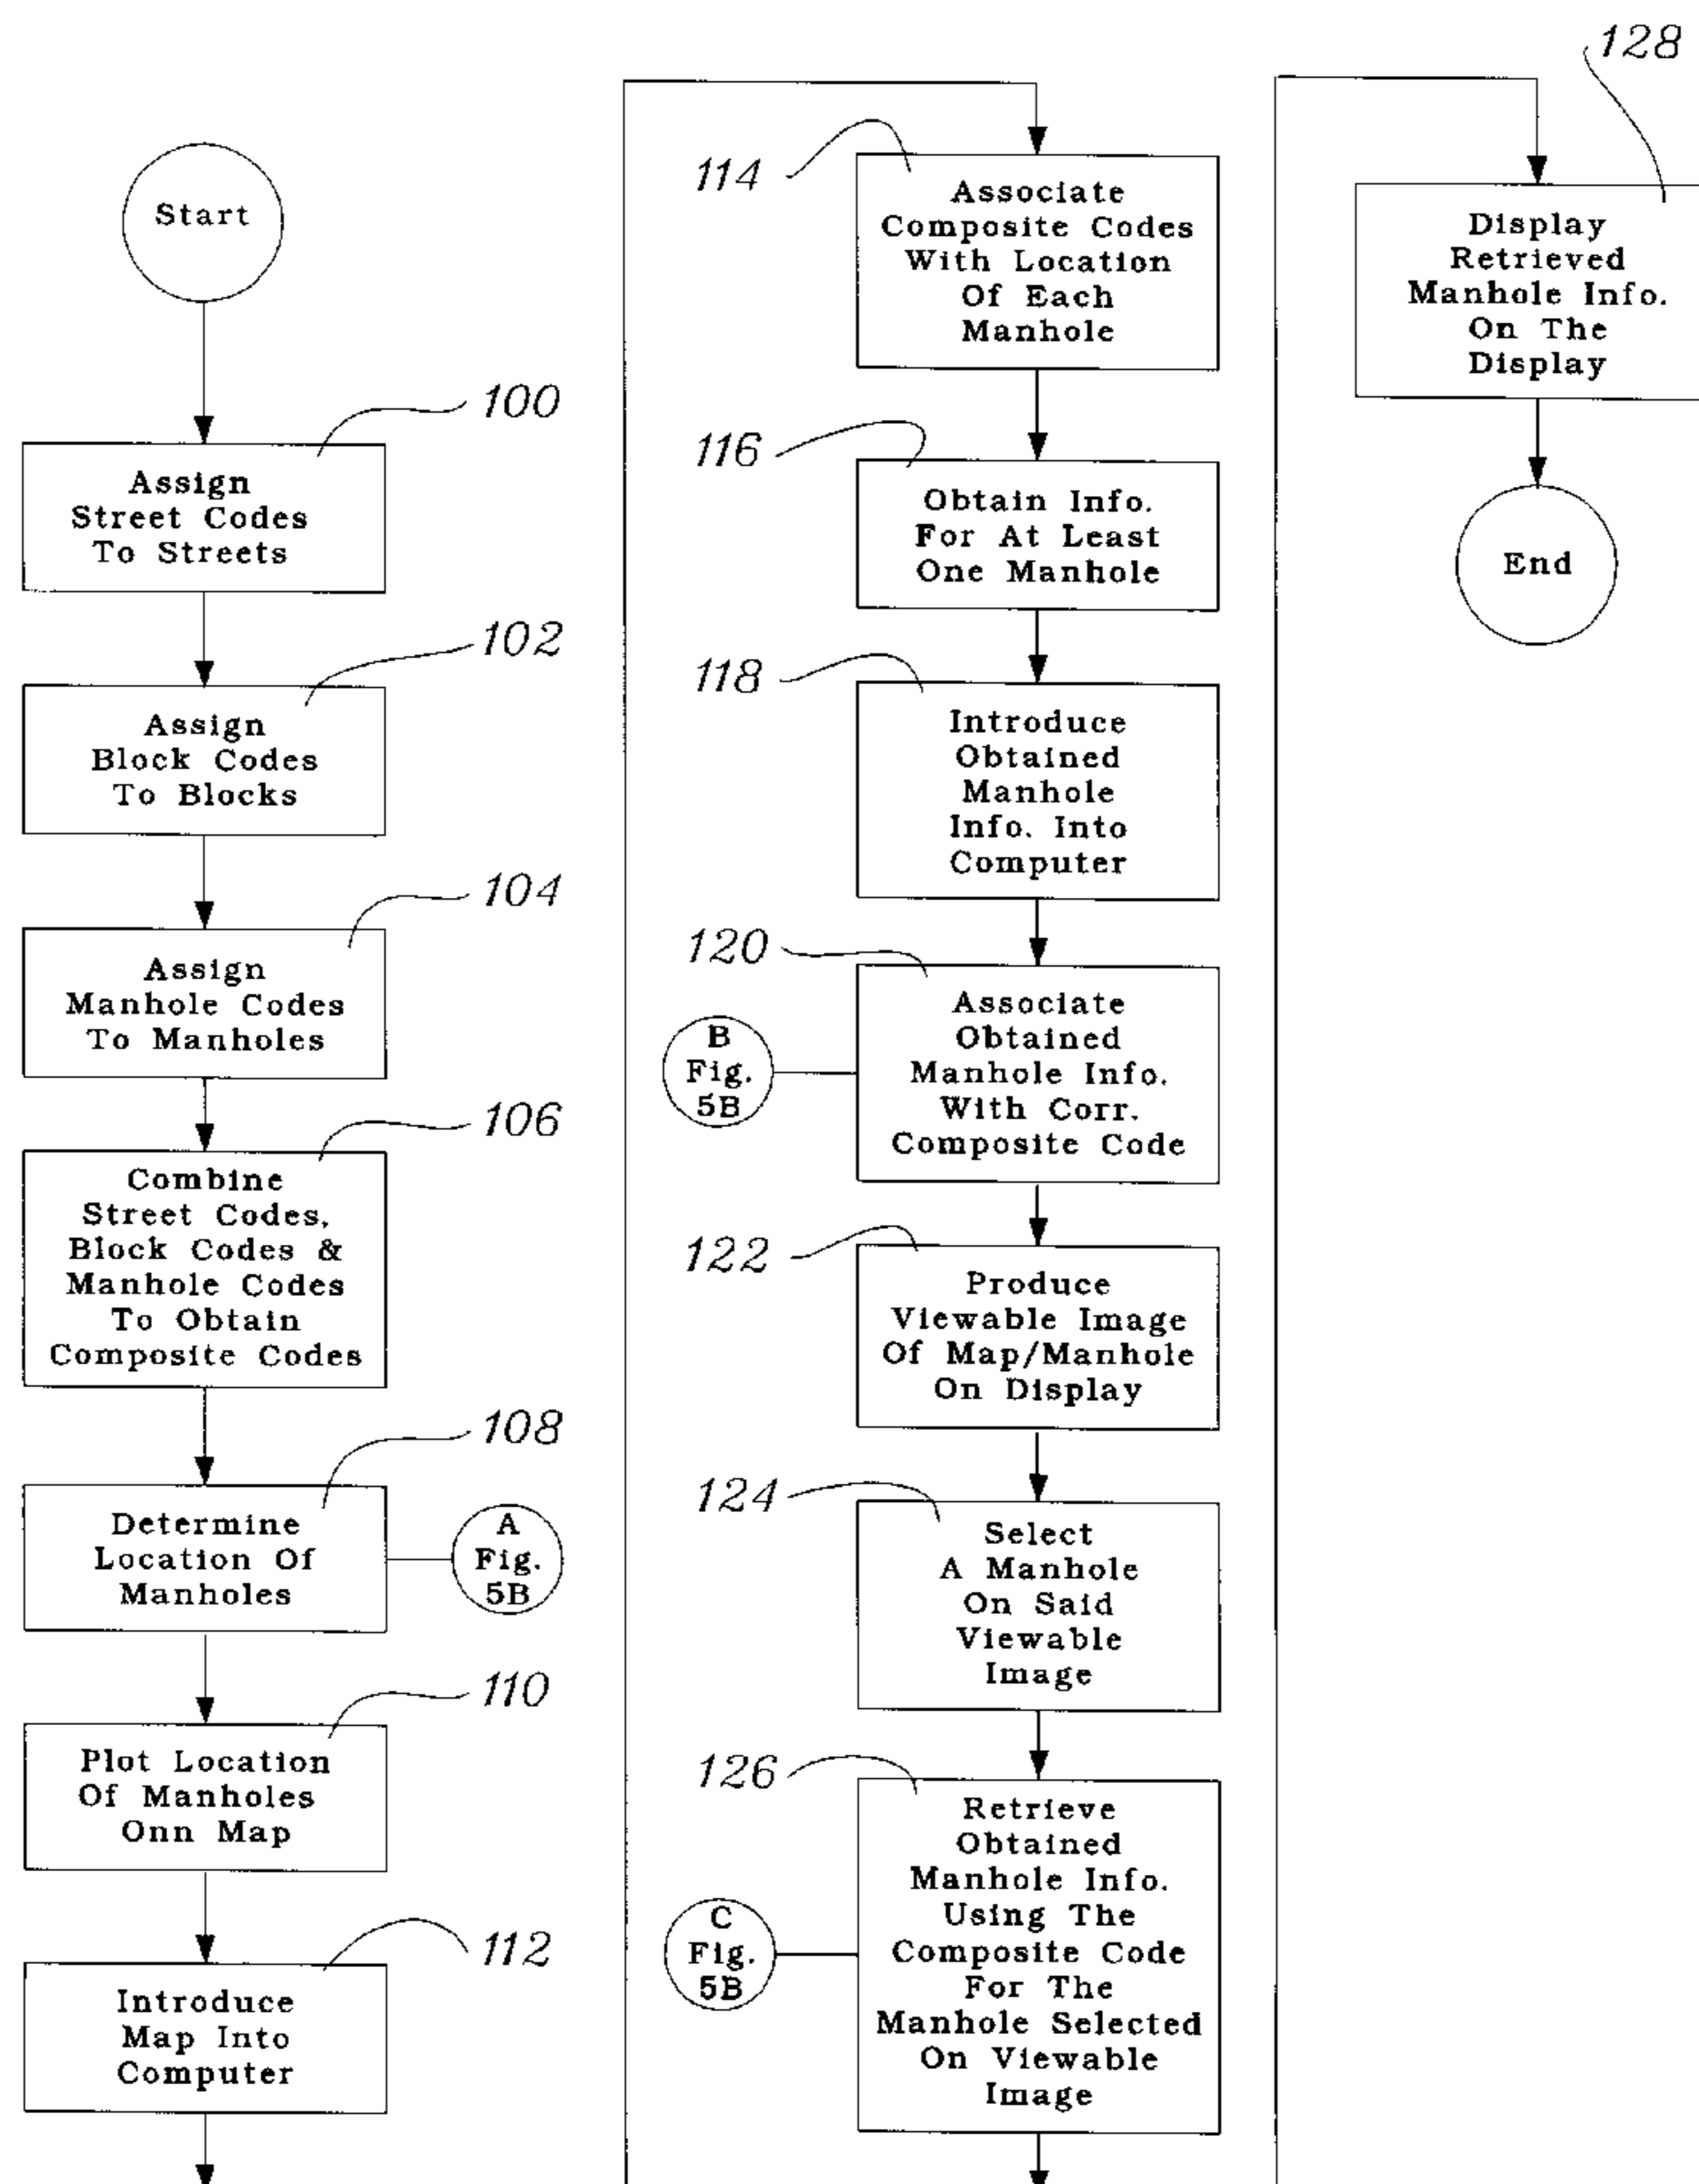 Start
100
Assign
Street Codes
To Streets
102
Assign
Block Codes
To Blocks
104
Assign
Manhole Codes
To Manholes
106
Combine
Street Codes,
Block Codes &
Manhole Codes
To Obtain
Composite Codes
108
Determine
Location Of
Manholes
A
Fig.
5B
110
Plot Location
Of Manholes
Onn Map
112
Introduce
Map Into
Computer
114
Associate
Composite Codes
With Location
Of Each
Manhole
116
Obtain Info.
For At Least
One Manhole
118
Introduce
Obtained
Manhole
Info. Into
Computer
120
Associate
Obtained
Manhole Info.
With Corr.
Composite Code
B
Fig.
5B
122
Produce
Viewable Image
Of Map/Manhole
On Display
124
Select
A Manhole
On Said
Viewable
Image
126
Retrieve
Obtained
Manhole Info.
Using The
Composite Code
For The
Manhole Selected
On Viewable
Image
C
Fig.
5B
128
Display
Retrieved
Manhole Info.
On The
Display
End